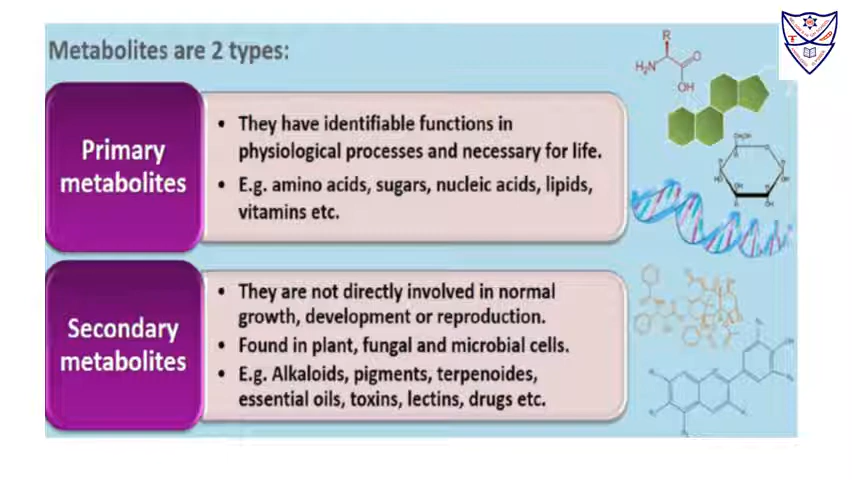 Metabolites are 2 types:
Primary
metabolites
• They have identifiable functions in
physiological processes and necessary for life.
• E.g. amino acids, sugars, nucleic acids, lipids,
vitamins etc.
Secondary
metabolites
• They are not directly involved in normal
growth, development or reproduction.
• Found in plant, fungal and microbial cells.
• E.g. Alkaloids, pigments, terpenoides,
essential oils, toxins, lectins, drugs etc.
R
H₂N
O
OH